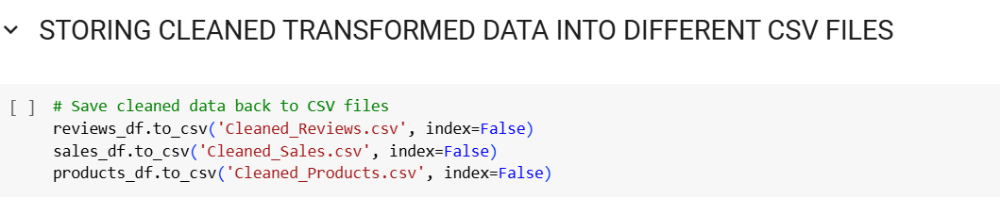 STORING CLEANED TRANSFORMED DATA INTO DIFFERENT CSV FILES
[ ] # Save cleaned data back to CSV files
reviews_df.to_csv('Cleaned_Reviews.csv', index=False)
sales_df.to_csv('Cleaned_Sales.csv', index=False)
products_df.to_csv('Cleaned_Products.csv', index=False)